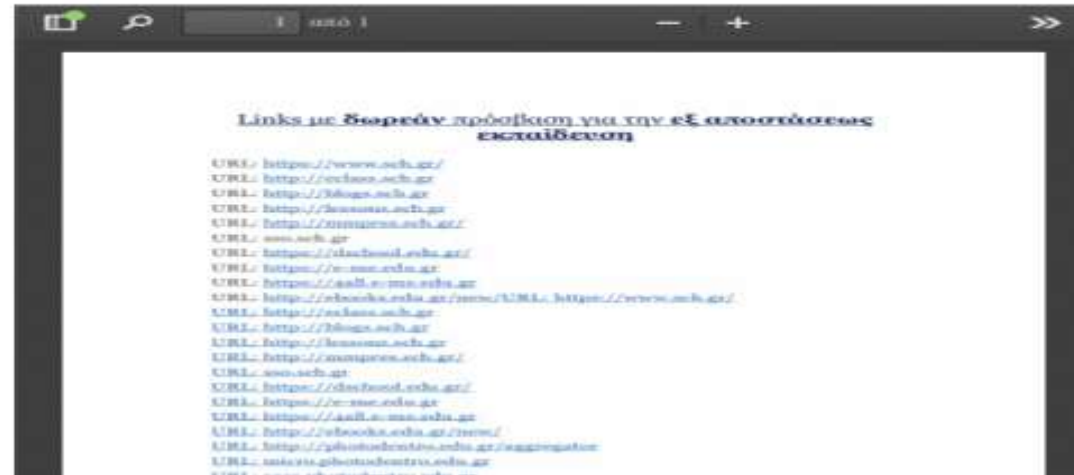 1 από 1
Links με δωρεάν πρόσβαση για την εξ αποστάσεως
εκπαίδευση
URL: https://www.sch.gr/
URL: http://eclass.sch.gr
URL: http://blogs.sch.gr
URL: http://lessons.sch.gr
URL: http://mmpres.sch.gr/
URL: sso.sch.gr
URL: https://dschool.edu.gr/
URL: https://e-me.edu.gr
URL: https://aall.e-me.edu.gr
URL: http://ebooks.edu.gr/new/URL: https://www.sch.gr/
URL: http://eclass.sch.gr
URL: http://blogs.sch.gr
URL: http://lessons.sch.gr
URL: http://mmpres.sch.gr/
URL: sso.sch.gr
URL: https://dschool.edu.gr/
URL: https://e-me.edu.gr
URL: https://aall.e-me.edu.gr
URL: http://ebooks.edu.gr/new/
URL: http://photodentro.edu.gr/aggregator
URL: micro.photodentro.edu.gr